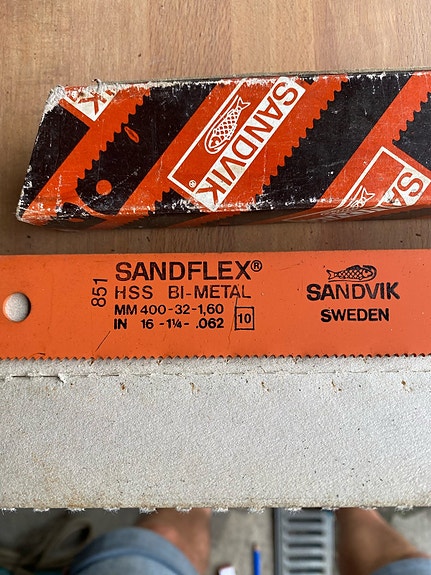 K
SANDVIK
SANDV
851
SANDFLEX®
HSS BI-METAL
MM 400-32-1,60
IN 16 -1¼- .062 10
SANDVIK
SWEDEN